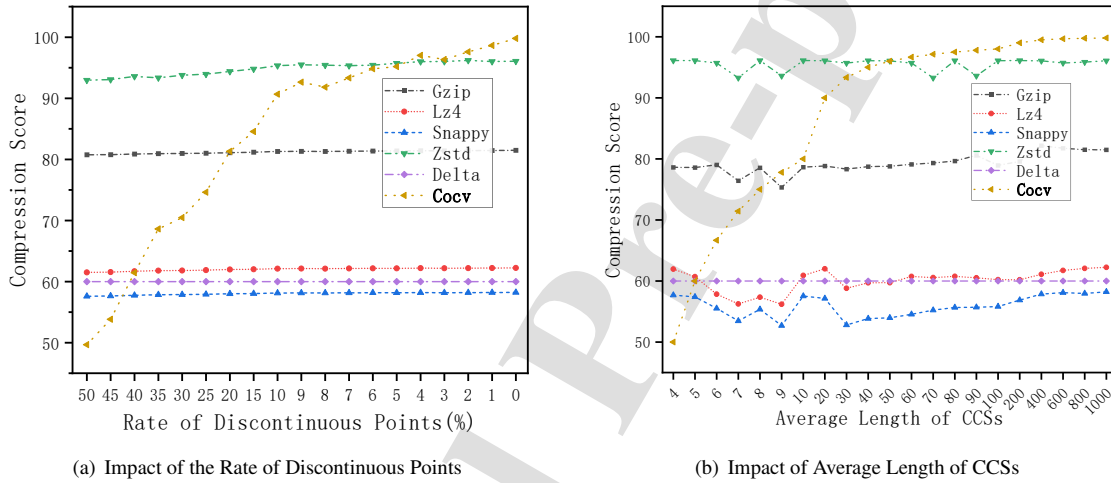 100
90
80
70
60
50
Compression Score
Gzip
Lz4
Snappy
Zstd
Delta
Cocv
50 45 40 35 30 25 20 15 10 9 8 7 6 5 4 3 2 1 0
Rate of Discontinuous Points(%)
(a) Impact of the Rate of Discontinuous Points
100
90
80
70
60
50
Compression Score
Gzip
Lz4
Snappy
Zstd
Delta
Cocv
4 5 6 7 8 9 10 20 30 40 50 60 70 80 90 100 200 400 600 800 1000
Average Length of CCSs
(b) Impact of Average Length of CCSs
l Pre-p